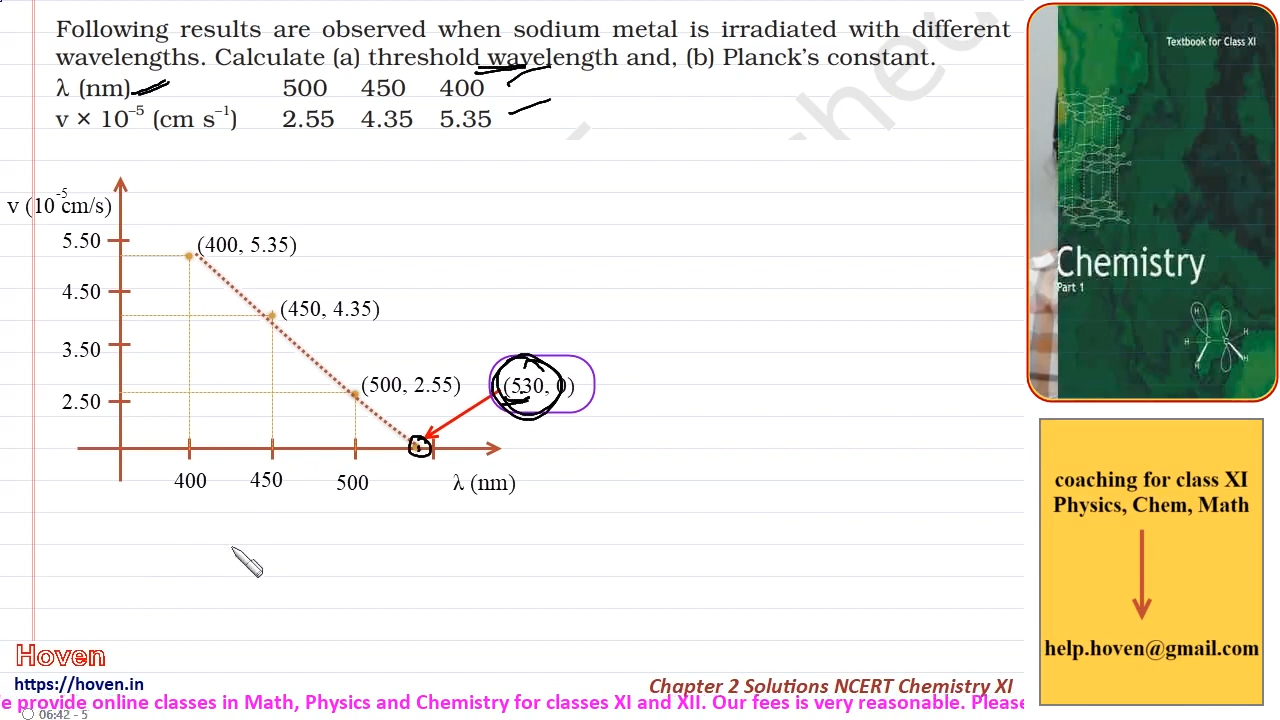 Following results are observed when sodium metal is irradiated with different
wavelengths. Calculate (a) threshold wavelength and, (b) Planck's constant.
λ (nm) 500 450 400
v × 10⁻⁵ (cm s⁻¹) 2.55 4.35 5.35
v (10⁻⁵ cm/s)
5.50
4.50
3.50
2.50
(400, 5.35)
(450, 4.35)
(500, 2.55)
(530, 0)
400 450 500 λ (nm)
Textbook for Class XI
Chemistry
Part 1
coaching for class XI
Physics, Chem, Math
help.hoven@gmail.com
Hoven
https://hoven.in
Chapter 2 Solutions NCERT Chemistry XI
e provide online classes in Math, Physics and Chemistry for classes XI and XII. Our fees is very reasonable. Please
06:42 - 5